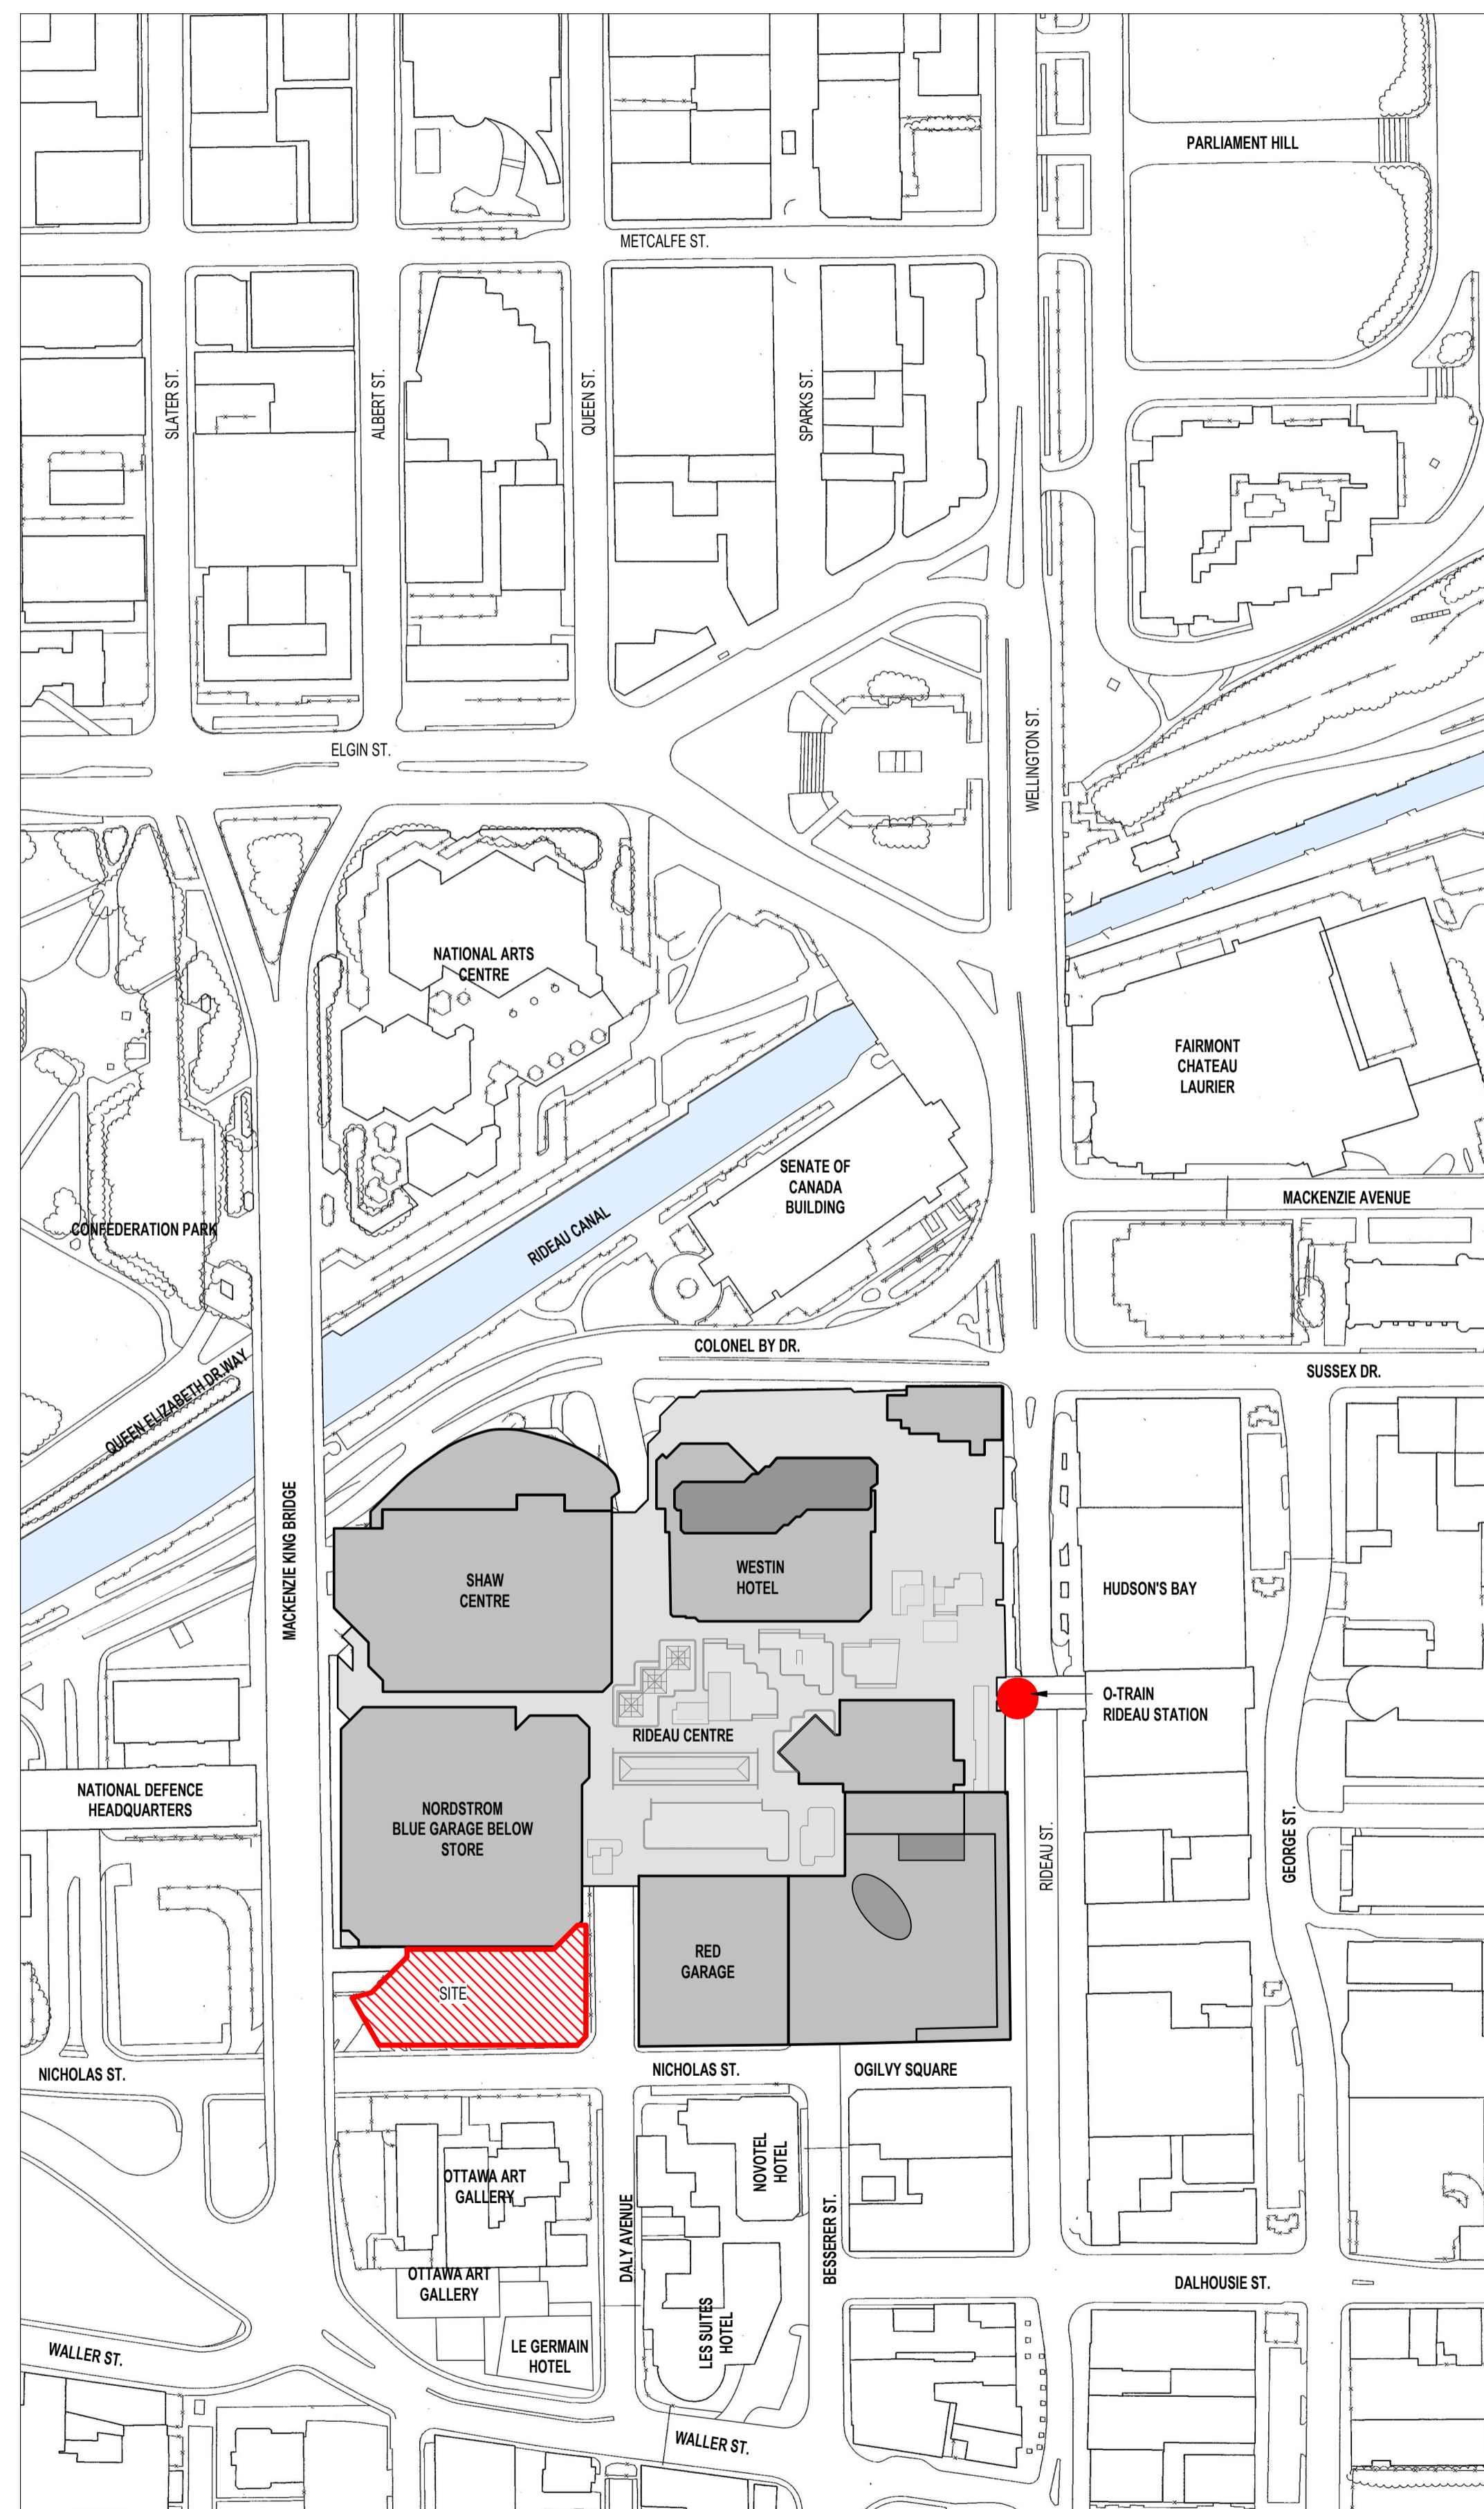 PARLIAMENT HILL
METCALFE ST.
SLATER ST.
ALBERT ST.
QUEEN ST.
SPARKS ST.
ELGIN ST.
WELLINGTON ST.
NATIONAL ARTS
CENTRE
FAIRMONT
CHATEAU
LAURIER
SENATE OF
CANADA
BUILDING
MACKENZIE AVENUE
CONFEDERATION PARK
RIDEAU CANAL
COLONEL BY DR.
SUSSEX DR.
QUEEN ELIZABETH DR.WAY
MACKENZIE KING BRIDGE
SHAW
CENTRE
WESTIN
HOTEL
HUDSON'S BAY
O-TRAIN
RIDEAU STATION
RIDEAU CENTRE
NATIONAL DEFENCE
HEADQUARTERS
NORDSTROM
BLUE GARAGE BELOW
STORE
RIDEAU ST.
GEORGE ST.
RED
GARAGE
SITE
NICHOLAS ST.
NICHOLAS ST.
OGILVY SQUARE
OTTAWA ART
GALLERY
NOVOTEL
HOTEL
DALY AVENUE
BESSERER ST.
OTTAWA ART
GALLERY
DALHOUSIE ST.
LE GERMAIN
HOTEL
LES SUITES
HOTEL
WALLER ST.
WALLER ST.